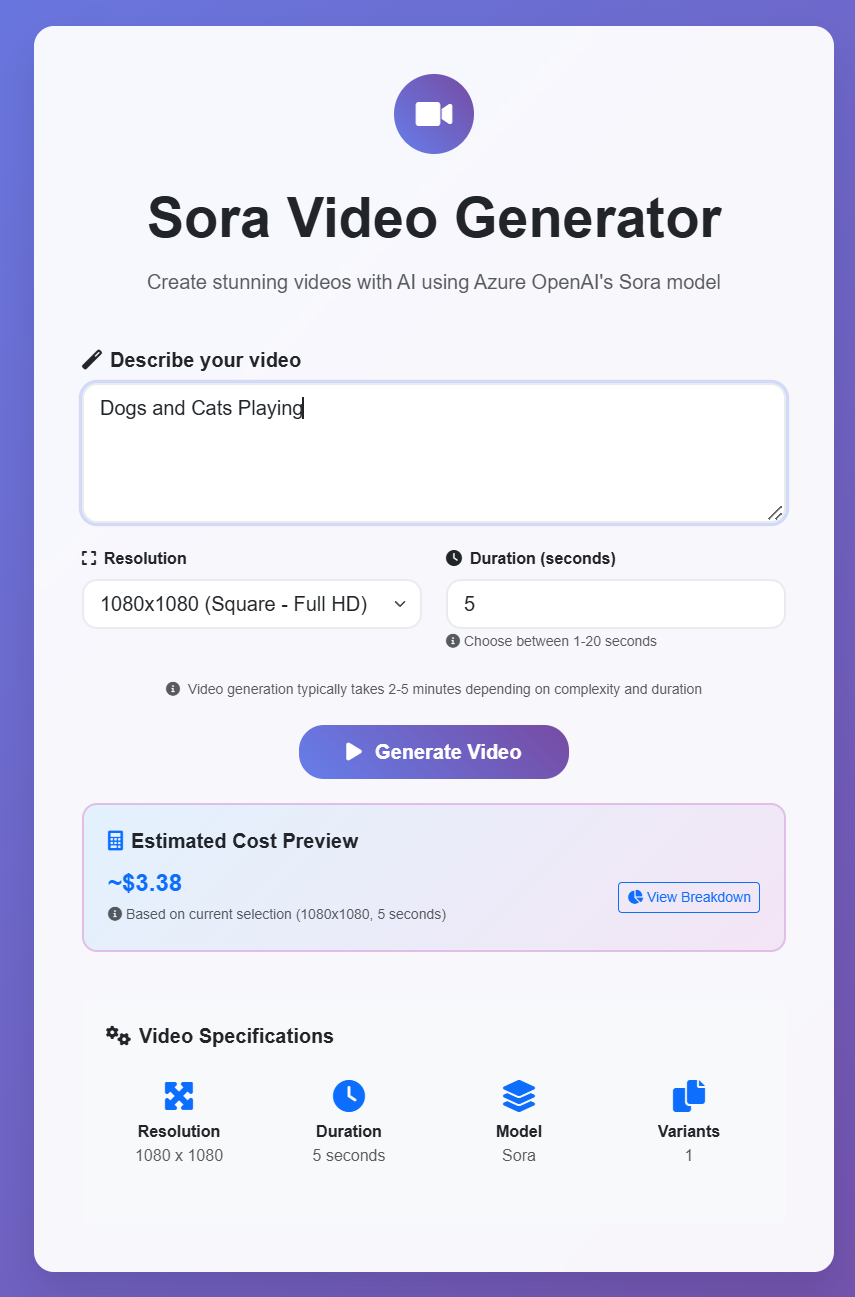 Sora Video Generator
Create stunning videos with AI using Azure OpenAI's Sora model
Describe your video
Dogs and Cats Playing
Resolution
Duration (seconds)
1080x1080 (Square - Full HD)
5
Choose between 1-20 seconds
Video generation typically takes 2-5 minutes depending on complexity and duration
Generate Video
Estimated Cost Preview
~$3.38
View Breakdown
Based on current selection (1080x1080, 5 seconds)
Video Specifications
Resolution
1080 x 1080
Duration
5 seconds
Model
Sora
Variants
1